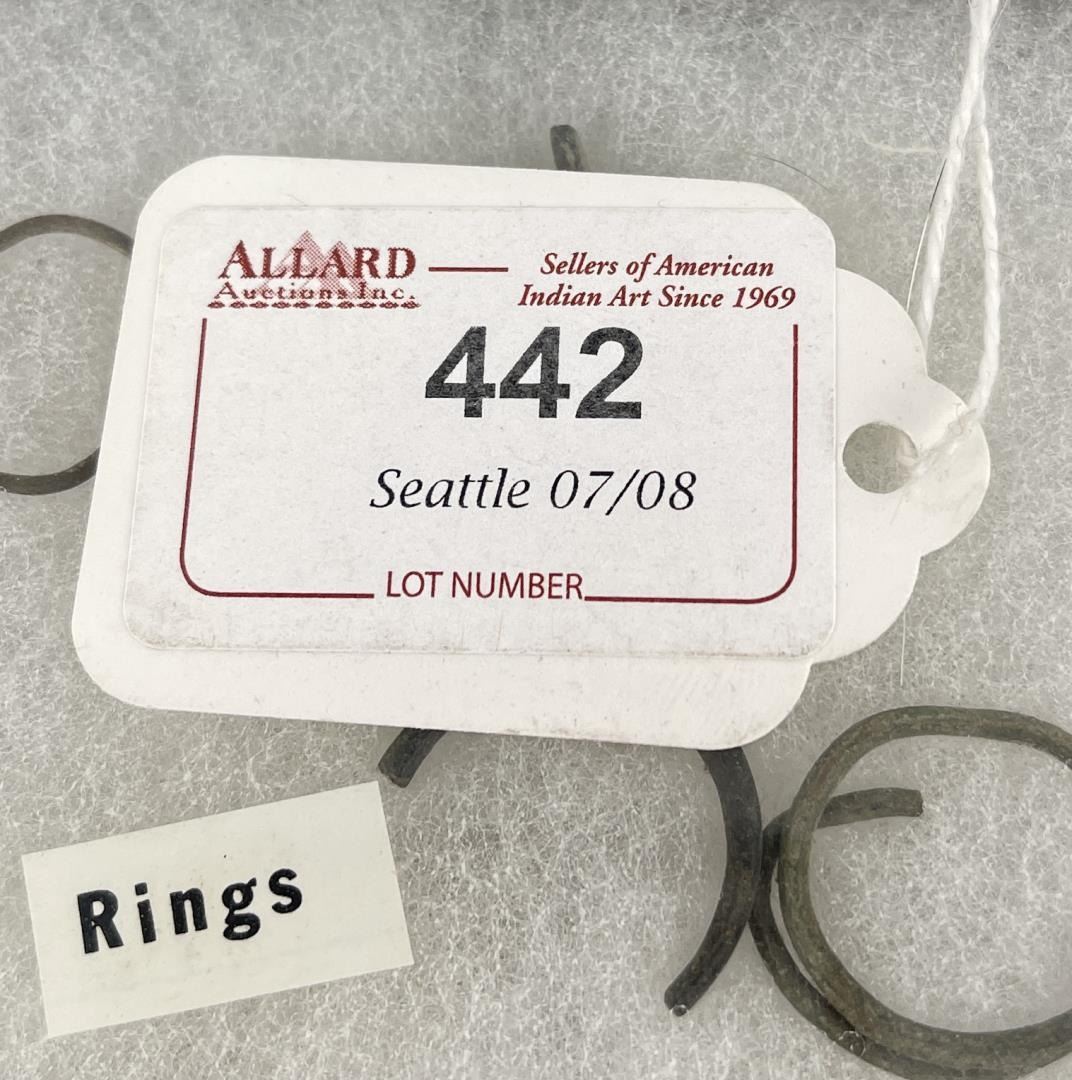 ALLARD
Auctions Inc.
Sellers of American
Indian Art Since 1969
442
Seattle 07/08
LOT NUMBER
Rings